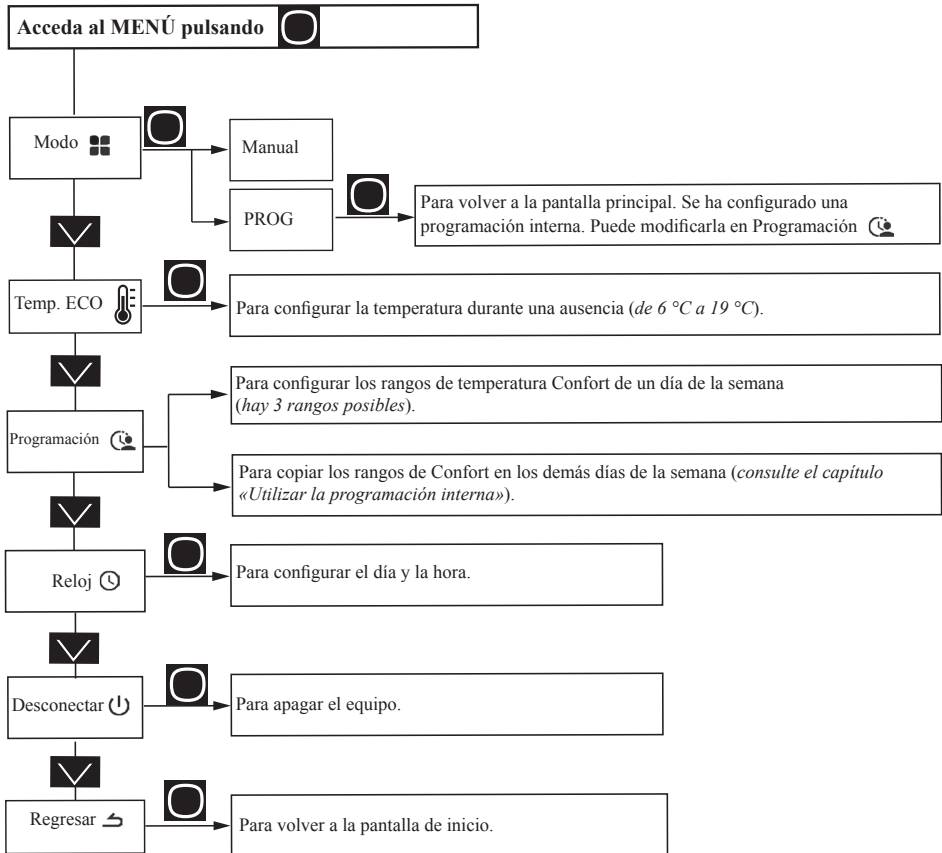 Acceda al MENÚ pulsando
Modo
Manual
PROG
Para volver a la pantalla principal. Se ha configurado una
programación interna. Puede modificarla en Programación
Temp. ECO
Para configurar la temperatura durante una ausencia (de 6 °C a 19 °C).
Programación
Para configurar los rangos de temperatura Confort de un día de la semana
(hay 3 rangos posibles).
Para copiar los rangos de Confort en los demás días de la semana (consulte el capítulo
«Utilizar la programación interna»).
Reloj
Para configurar el día y la hora.
Desconectar
Para apagar el equipo.
Regresar
Para volver a la pantalla de inicio.